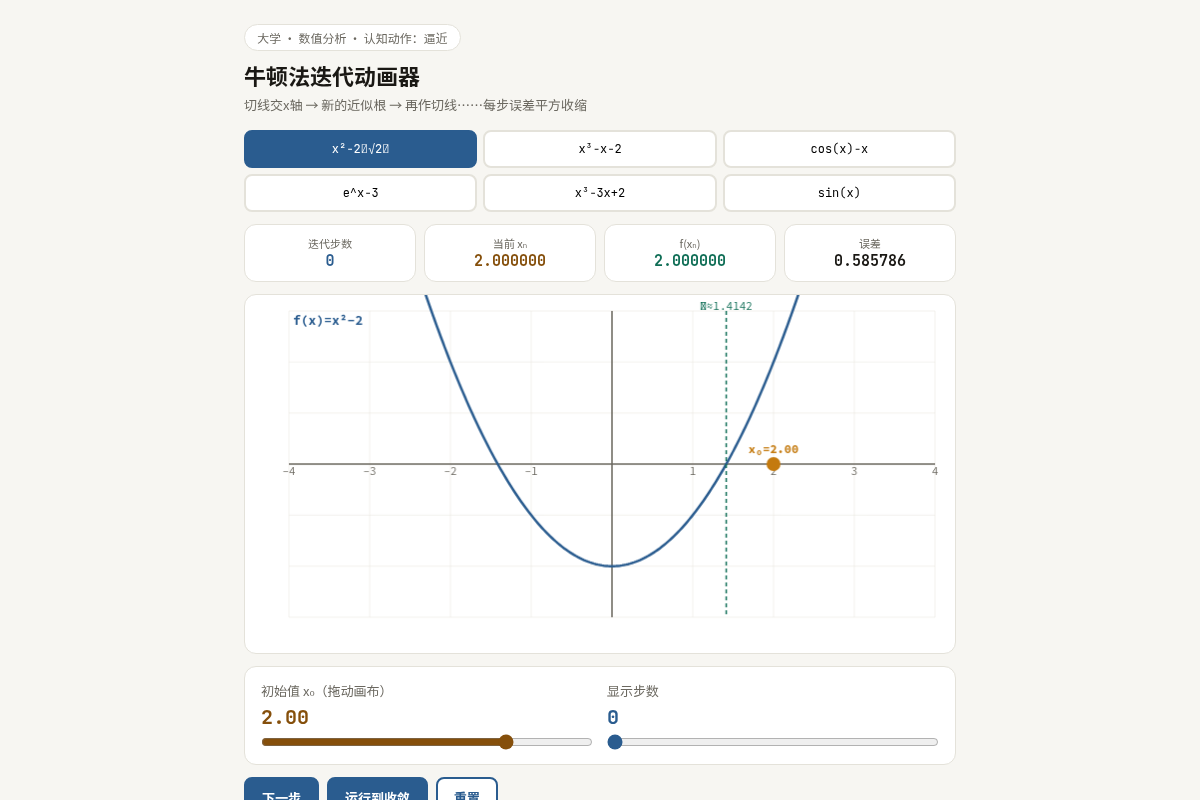 大学 · 数值分析 · 认知动作：逼近
牛顿法迭代动画器
切线交x轴 → 新的近似根 → 再作切线……每步误差平方收缩
x²-2 √2
x³-x-2
cos(x)-x
e^x-3
x³-3x+2
sin(x)
迭代步数
0
当前 xₙ
2.000000
f(xₙ)
2.000000
误差
0.585786
f(x)=x²−2
≈1.4142
x₀=2.00
−4
−3
−2
−1
1
2
3
4
初始值 x₀（拖动画布）
2.00
显示步数
0
下一步
运行到收敛
重置